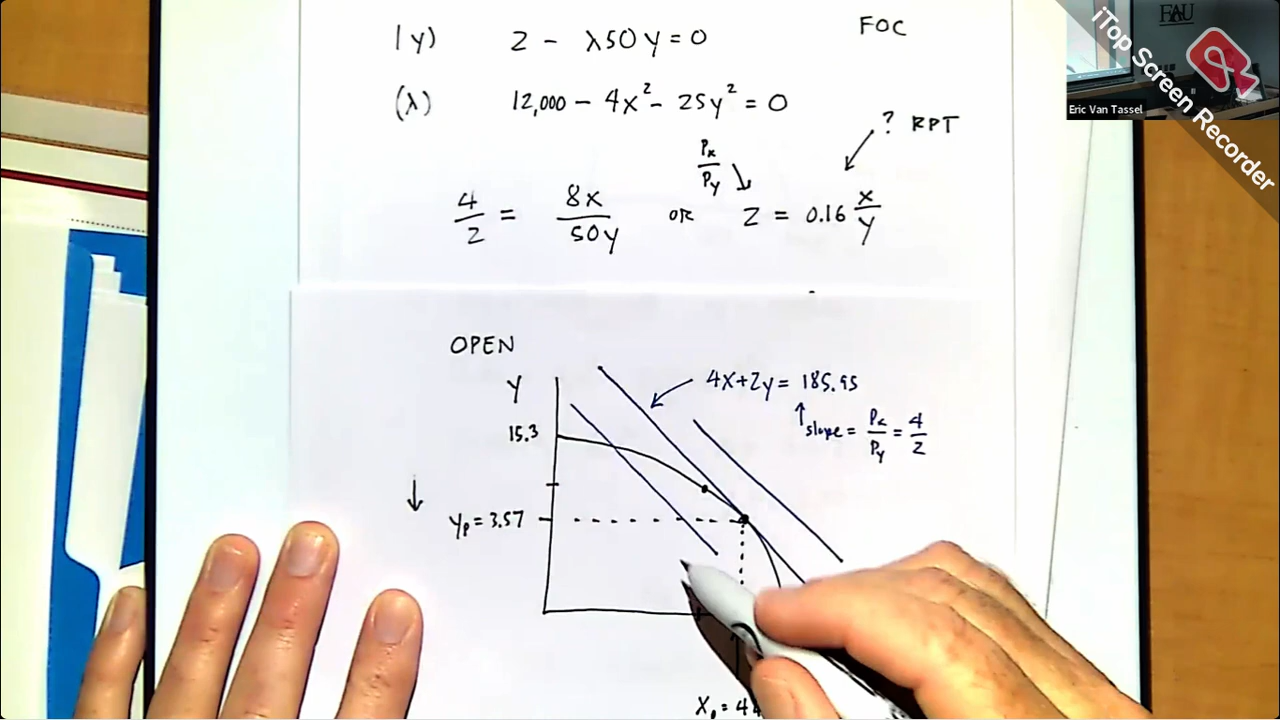 (y) 2 - λ50y = 0
FOC
(λ) 12,000 - 4x² - 25y² = 0
? RPT
Px/Py
4/2 = 8x/50y OR 2 = 0.16 x/y
OPEN
Y
15.3
4x+2y = 185.95
slope = Px/Py = 4/2
yp = 3.57
FAU
Eric Van Tassel
iTop Screen Recorder